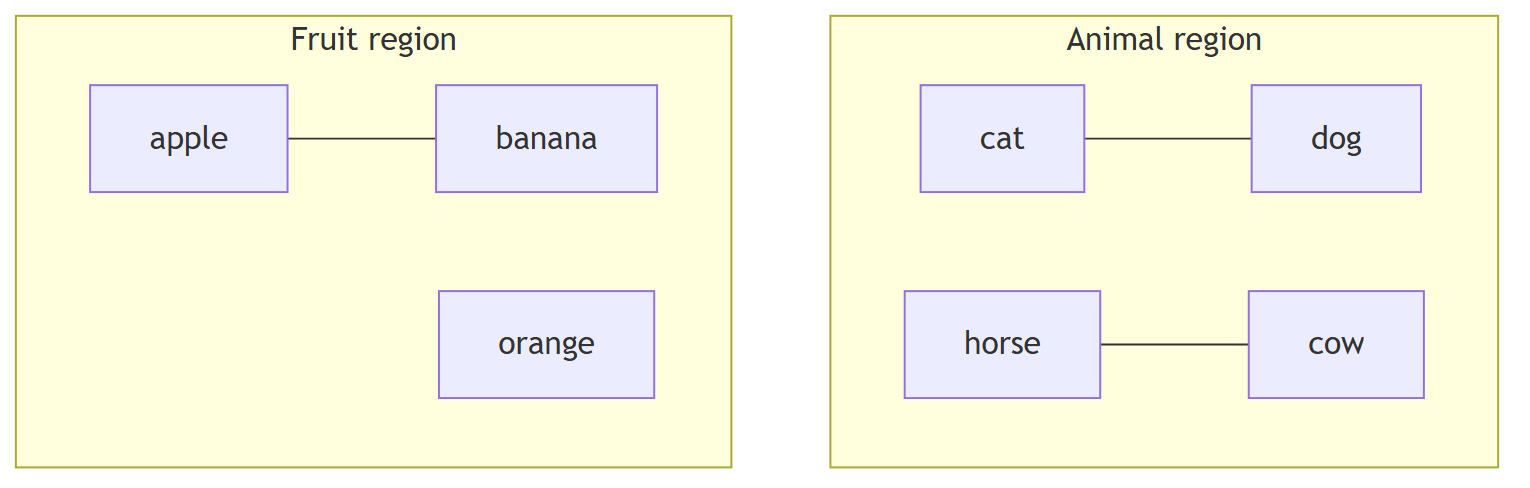 Fruit region
apple
banana
orange
Animal region
cat
dog
horse
cow